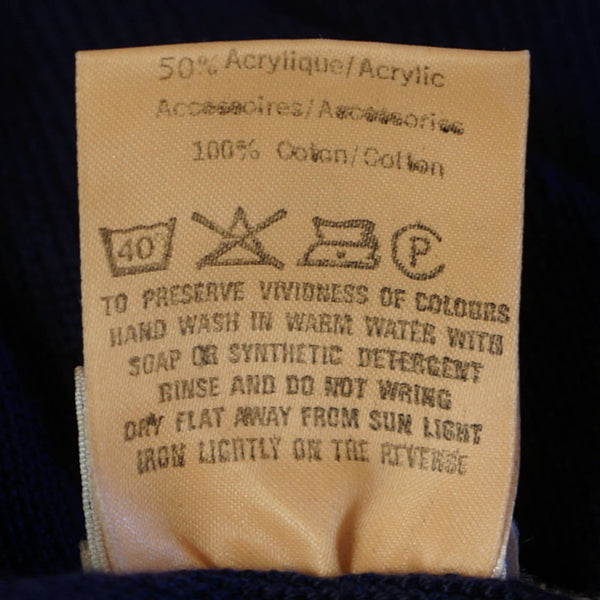 50% Acrylique/Acrylic
Accessoires/Accessories
100% Coton/Cotton
40° P
TO PRESERVE VIVIDNESS OF COLOURS
HAND WASH IN WARM WATER WITH
SOAP OR SYNTHETIC DETERGENT
RINSE AND DO NOT WRING
DRY FLAT AWAY FROM SUN LIGHT
IRON LIGHTLY ON THE REVERSE